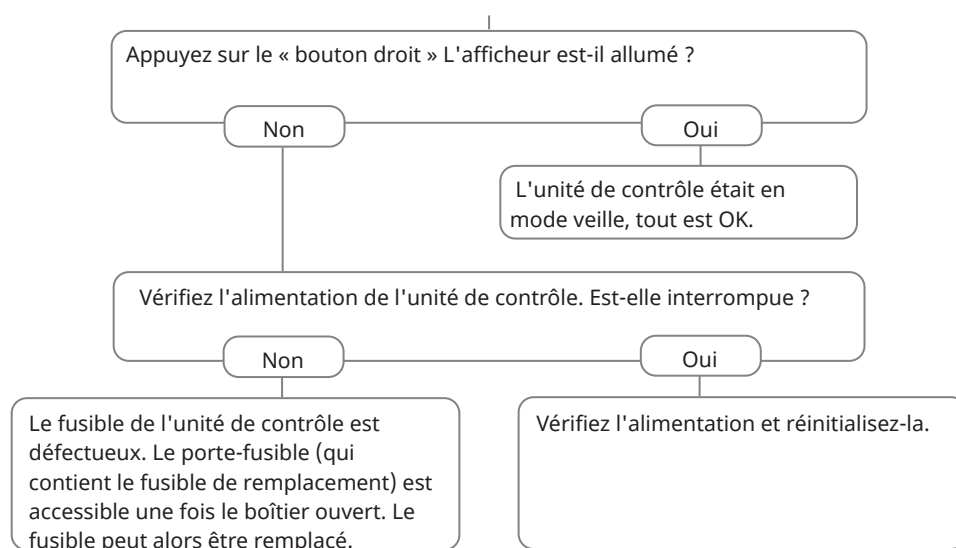 Appuyez sur le « bouton droit » L'afficheur est-il allumé ?
Non
Oui
L'unité de contrôle était en
mode veille, tout est OK.
Vérifiez l'alimentation de l'unité de contrôle. Est-elle interrompue ?
Non
Oui
Le fusible de l'unité de contrôle est
défectueux. Le porte-fusible (qui
contient le fusible de remplacement) est
accessible une fois le boîtier ouvert. Le
fusible peut alors être remplacé.
Vérifiez l'alimentation et réinitialisez-la.